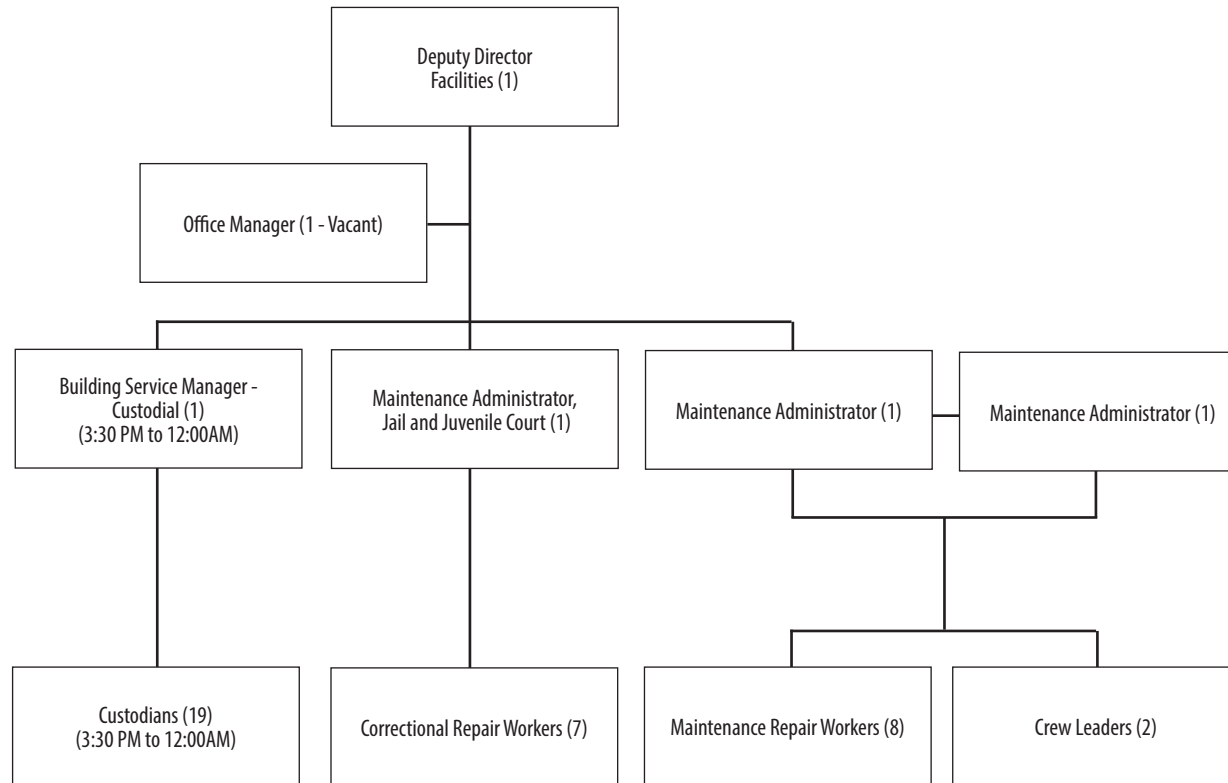 Deputy Director
Facilities (1)
Office Manager (1 - Vacant)
Building Service Manager -
Custodial (1)
(3:30 PM to 12:00AM)
Maintenance Administrator,
Jail and Juvenile Court (1)
Maintenance Administrator (1)
Maintenance Administrator (1)
Custodians (19)
(3:30 PM to 12:00AM)
Correctional Repair Workers (7)
Maintenance Repair Workers (8)
Crew Leaders (2)